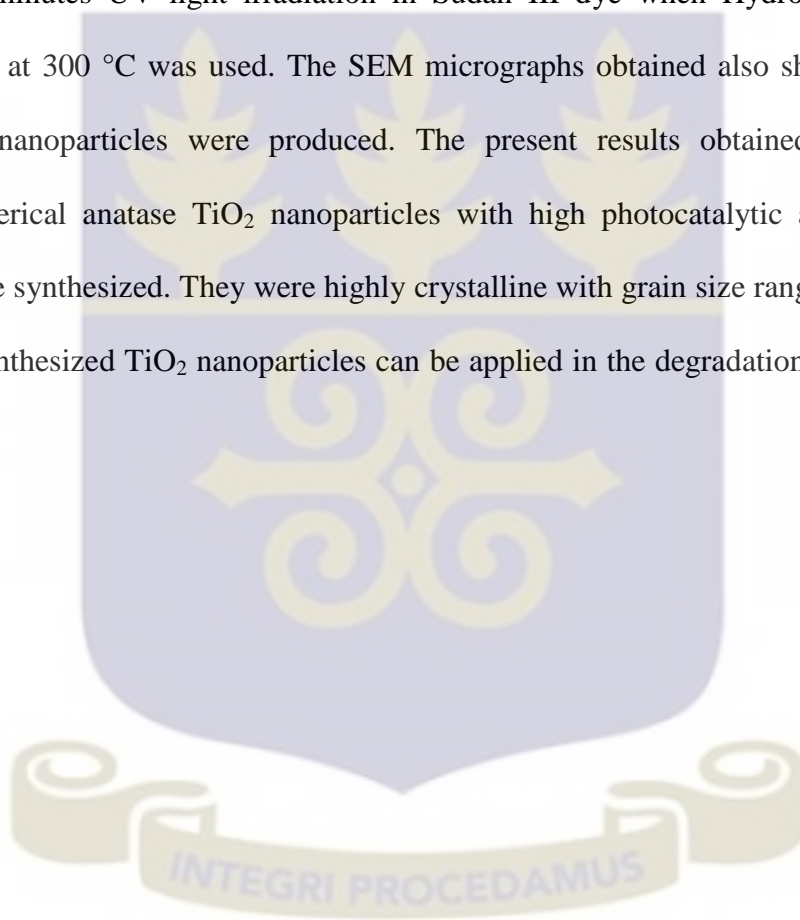 minutes UV light irradiation in Sudan III dye when Hydro
at 300 °C was used. The SEM micrographs obtained also sh
nanoparticles were produced. The present results obtained
erical anatase TiO₂ nanoparticles with high photocatalytic a
e synthesized. They were highly crystalline with grain size rang
nthesized TiO₂ nanoparticles can be applied in the degradation
INTEGRI PROCEDAMUS